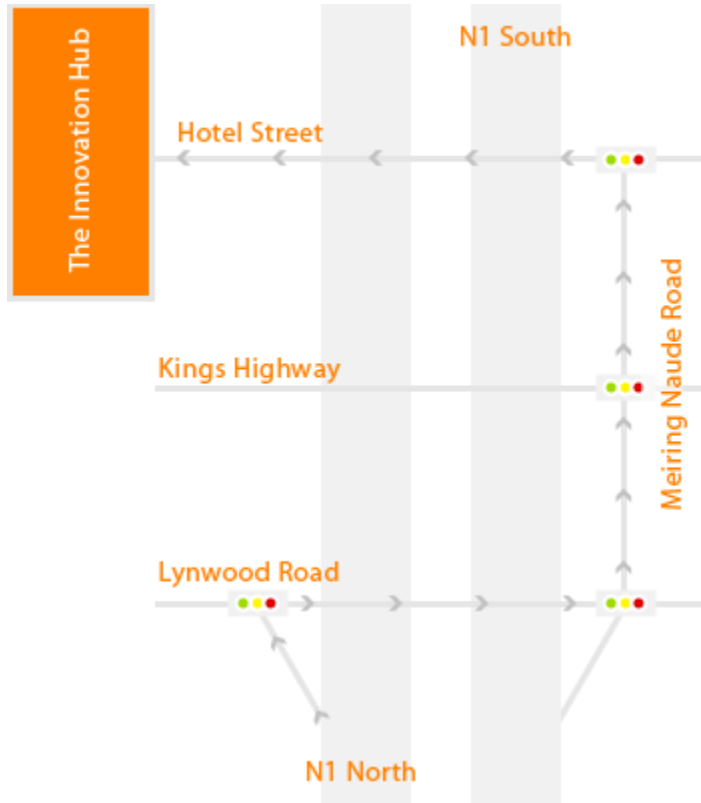 N1 South
The Innovation Hub
Hotel Street
Kings Highway
Meiring Naude Road
Lynwood Road
N1 North